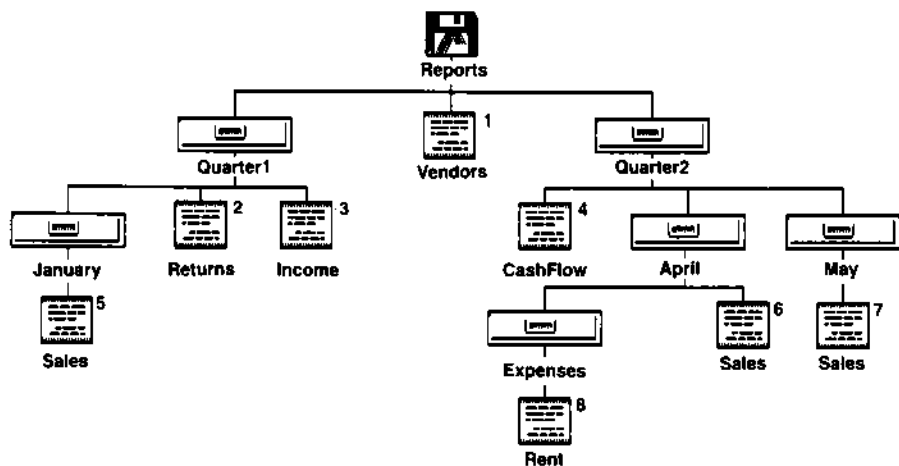 Reports
1
Vendors
Quarter1
Quarter2
2
3
4
January
Returns
Income
CashFlow
April
May
5
6
7
Sales
Expenses
Sales
Sales
8
Rent